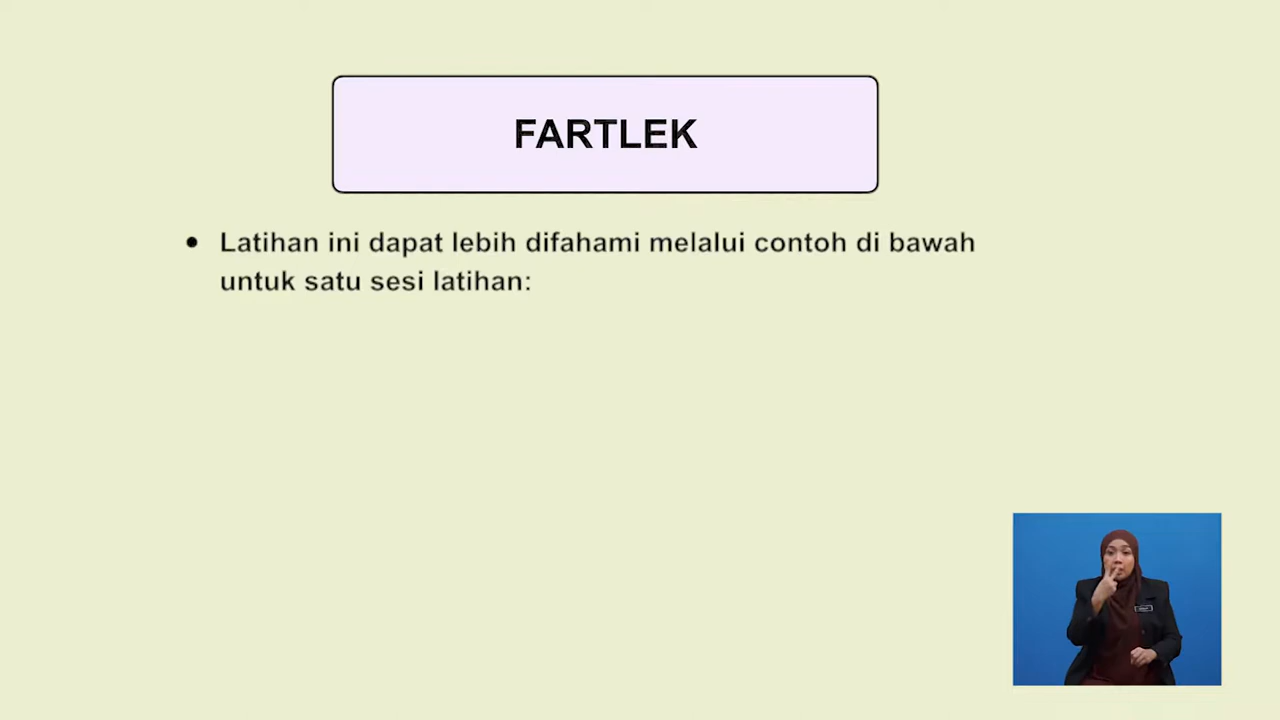 FARTLEK
• Latihan ini dapat lebih difahami melalui contoh di bawah
untuk satu sesi latihan: